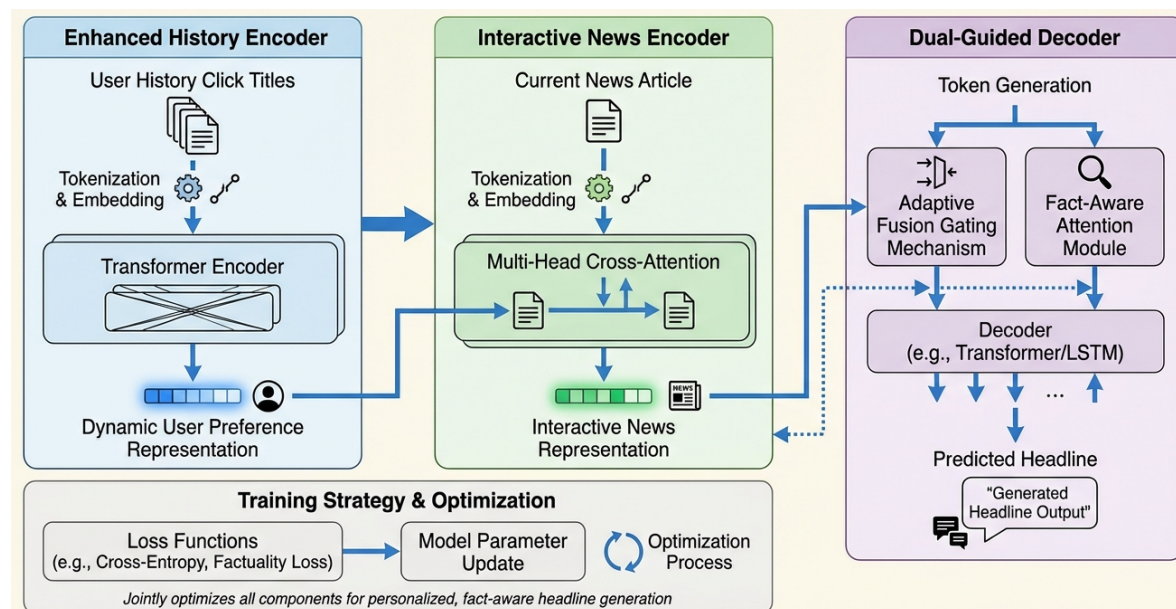 Enhanced History Encoder
User History Click Titles
Tokenization
& Embedding
Transformer Encoder
Dynamic User Preference
Representation
Interactive News Encoder
Current News Article
Tokenization
& Embedding
Multi-Head Cross-Attention
NEWS
Interactive News
Representation
Dual-Guided Decoder
Token Generation
Adaptive
Fusion Gating
Mechanism
Fact-Aware
Attention
Module
Decoder
(e.g., Transformer/LSTM)
...
Predicted Headline
"Generated
Headline Output"
Training Strategy & Optimization
Loss Functions
(e.g., Cross-Entropy, Factuality Loss)
Model Parameter
Update
Optimization
Process
Jointly optimizes all components for personalized, fact-aware headline generation